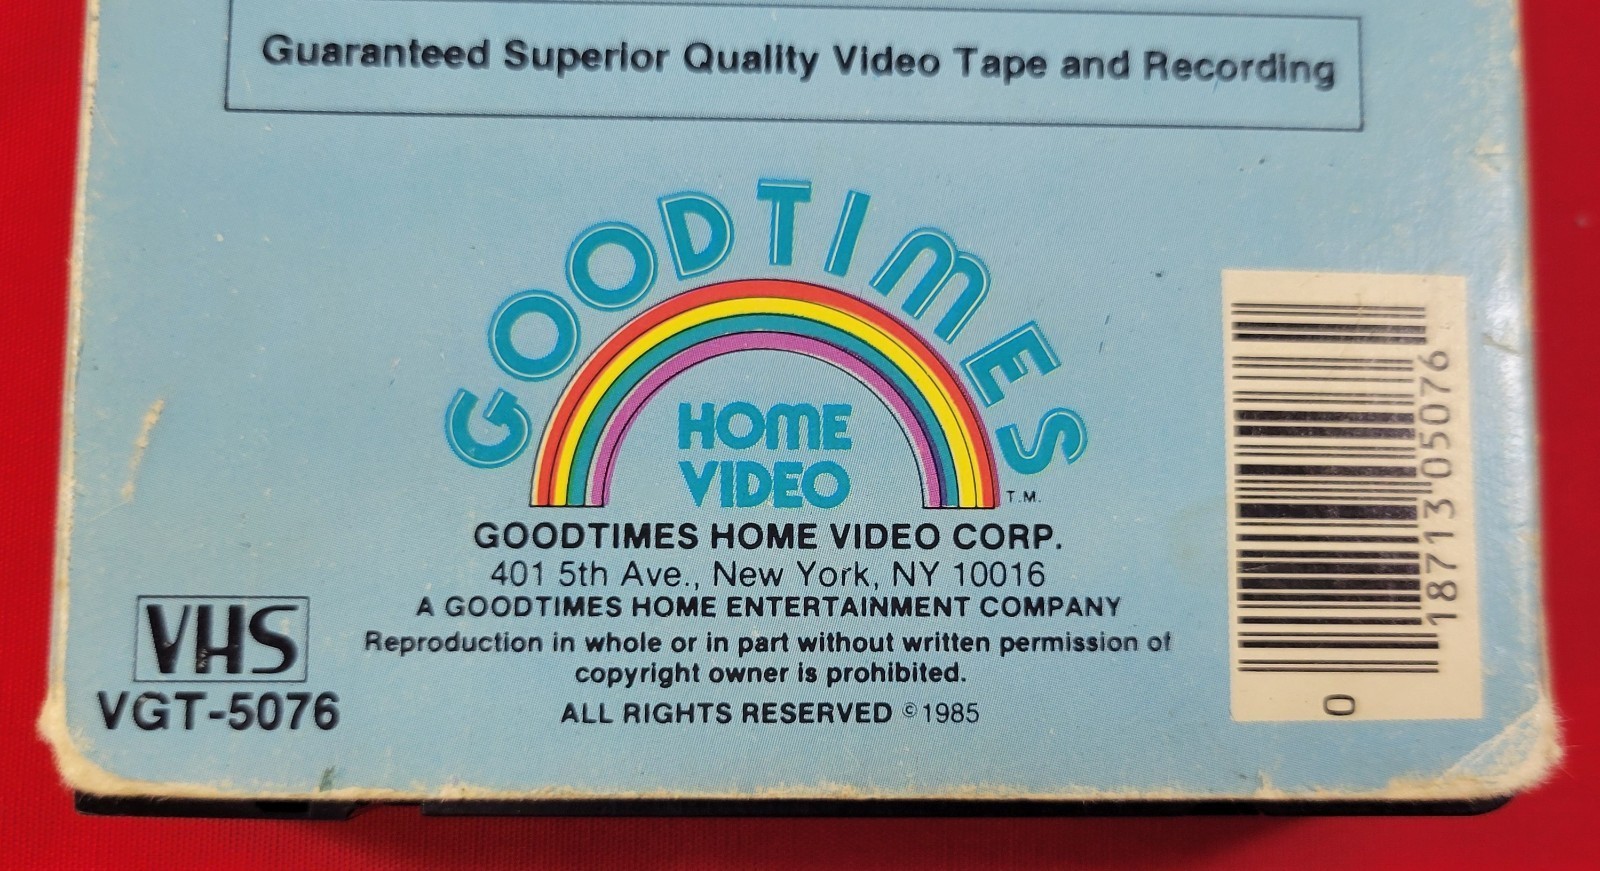 Guaranteed Superior Quality Video Tape and Recording
GOODTIMES
HOME
VIDEO
T.M.
GOODTIMES HOME VIDEO CORP.
401 5th Ave., New York, NY 10016
A GOODTIMES HOME ENTERTAINMENT COMPANY
Reproduction in whole or in part without written permission of
copyright owner is prohibited.
ALL RIGHTS RESERVED © 1985
VHS
VGT-5076
0
18713 05076